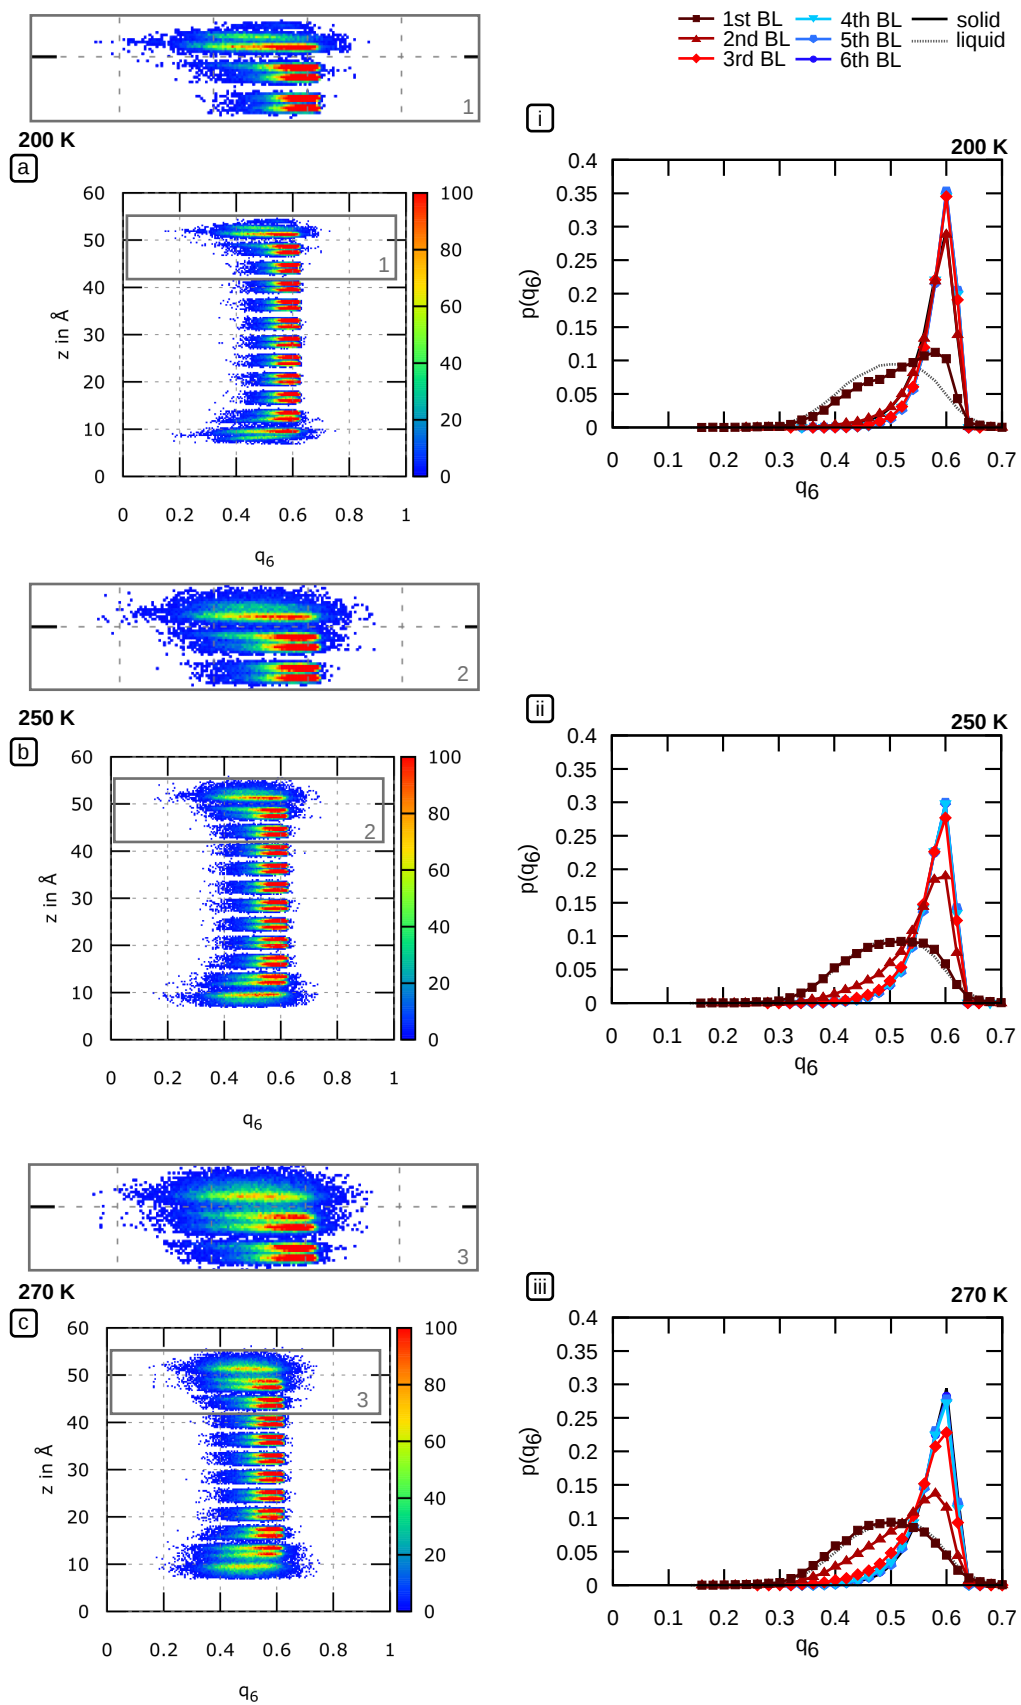 1st BL 4th BL solid
2nd BL 5th BL liquid
3rd BL 6th BL
1
200 K
a
60
50
40
30
20
10
0
z in Å
1
100
80
60
40
20
0
0 0.2 0.4 0.6 0.8 1
q6
i
200 K
0.4
0.35
0.3
0.25
0.2
0.15
0.1
0.05
0
p(q6)
0 0.1 0.2 0.3 0.4 0.5 0.6 0.7
q6
2
250 K
b
60
50
40
30
20
10
0
z in Å
2
100
80
60
40
20
0
0 0.2 0.4 0.6 0.8 1
q6
ii
250 K
0.4
0.35
0.3
0.25
0.2
0.15
0.1
0.05
0
p(q6)
0 0.1 0.2 0.3 0.4 0.5 0.6 0.7
q6
3
270 K
c
60
50
40
30
20
10
0
z in Å
3
100
80
60
40
20
0
0 0.2 0.4 0.6 0.8 1
q6
iii
270 K
0.4
0.35
0.3
0.25
0.2
0.15
0.1
0.05
0
p(q6)
0 0.1 0.2 0.3 0.4 0.5 0.6 0.7
q6